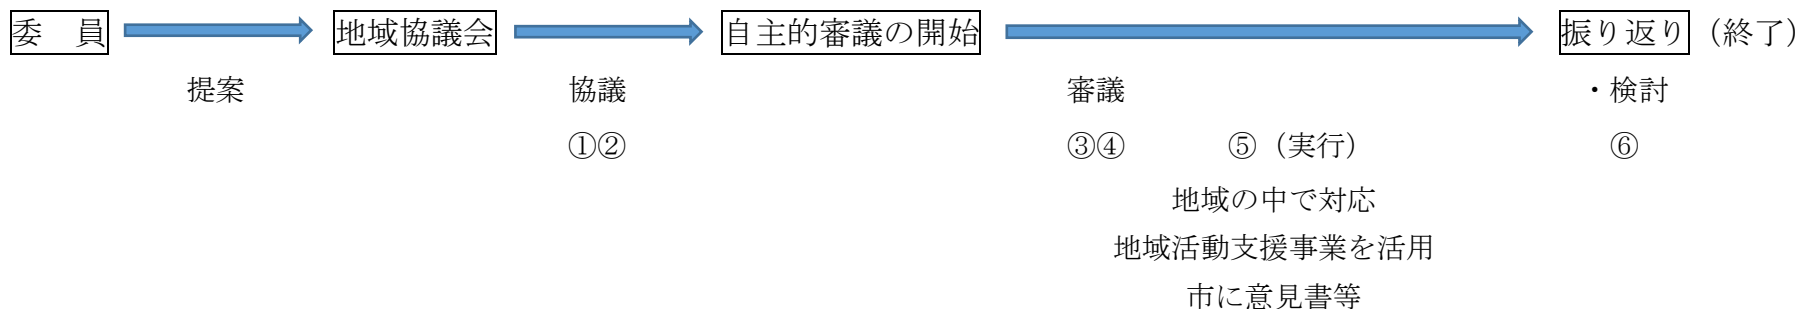 委　員 地域協議会 自主的審議の開始 振り返り（終了）
提案 協議 審議 ・検討
①② ③④ ⑤（実行） ⑥
地域の中で対応
地域活動支援事業を活用
市に意見書等